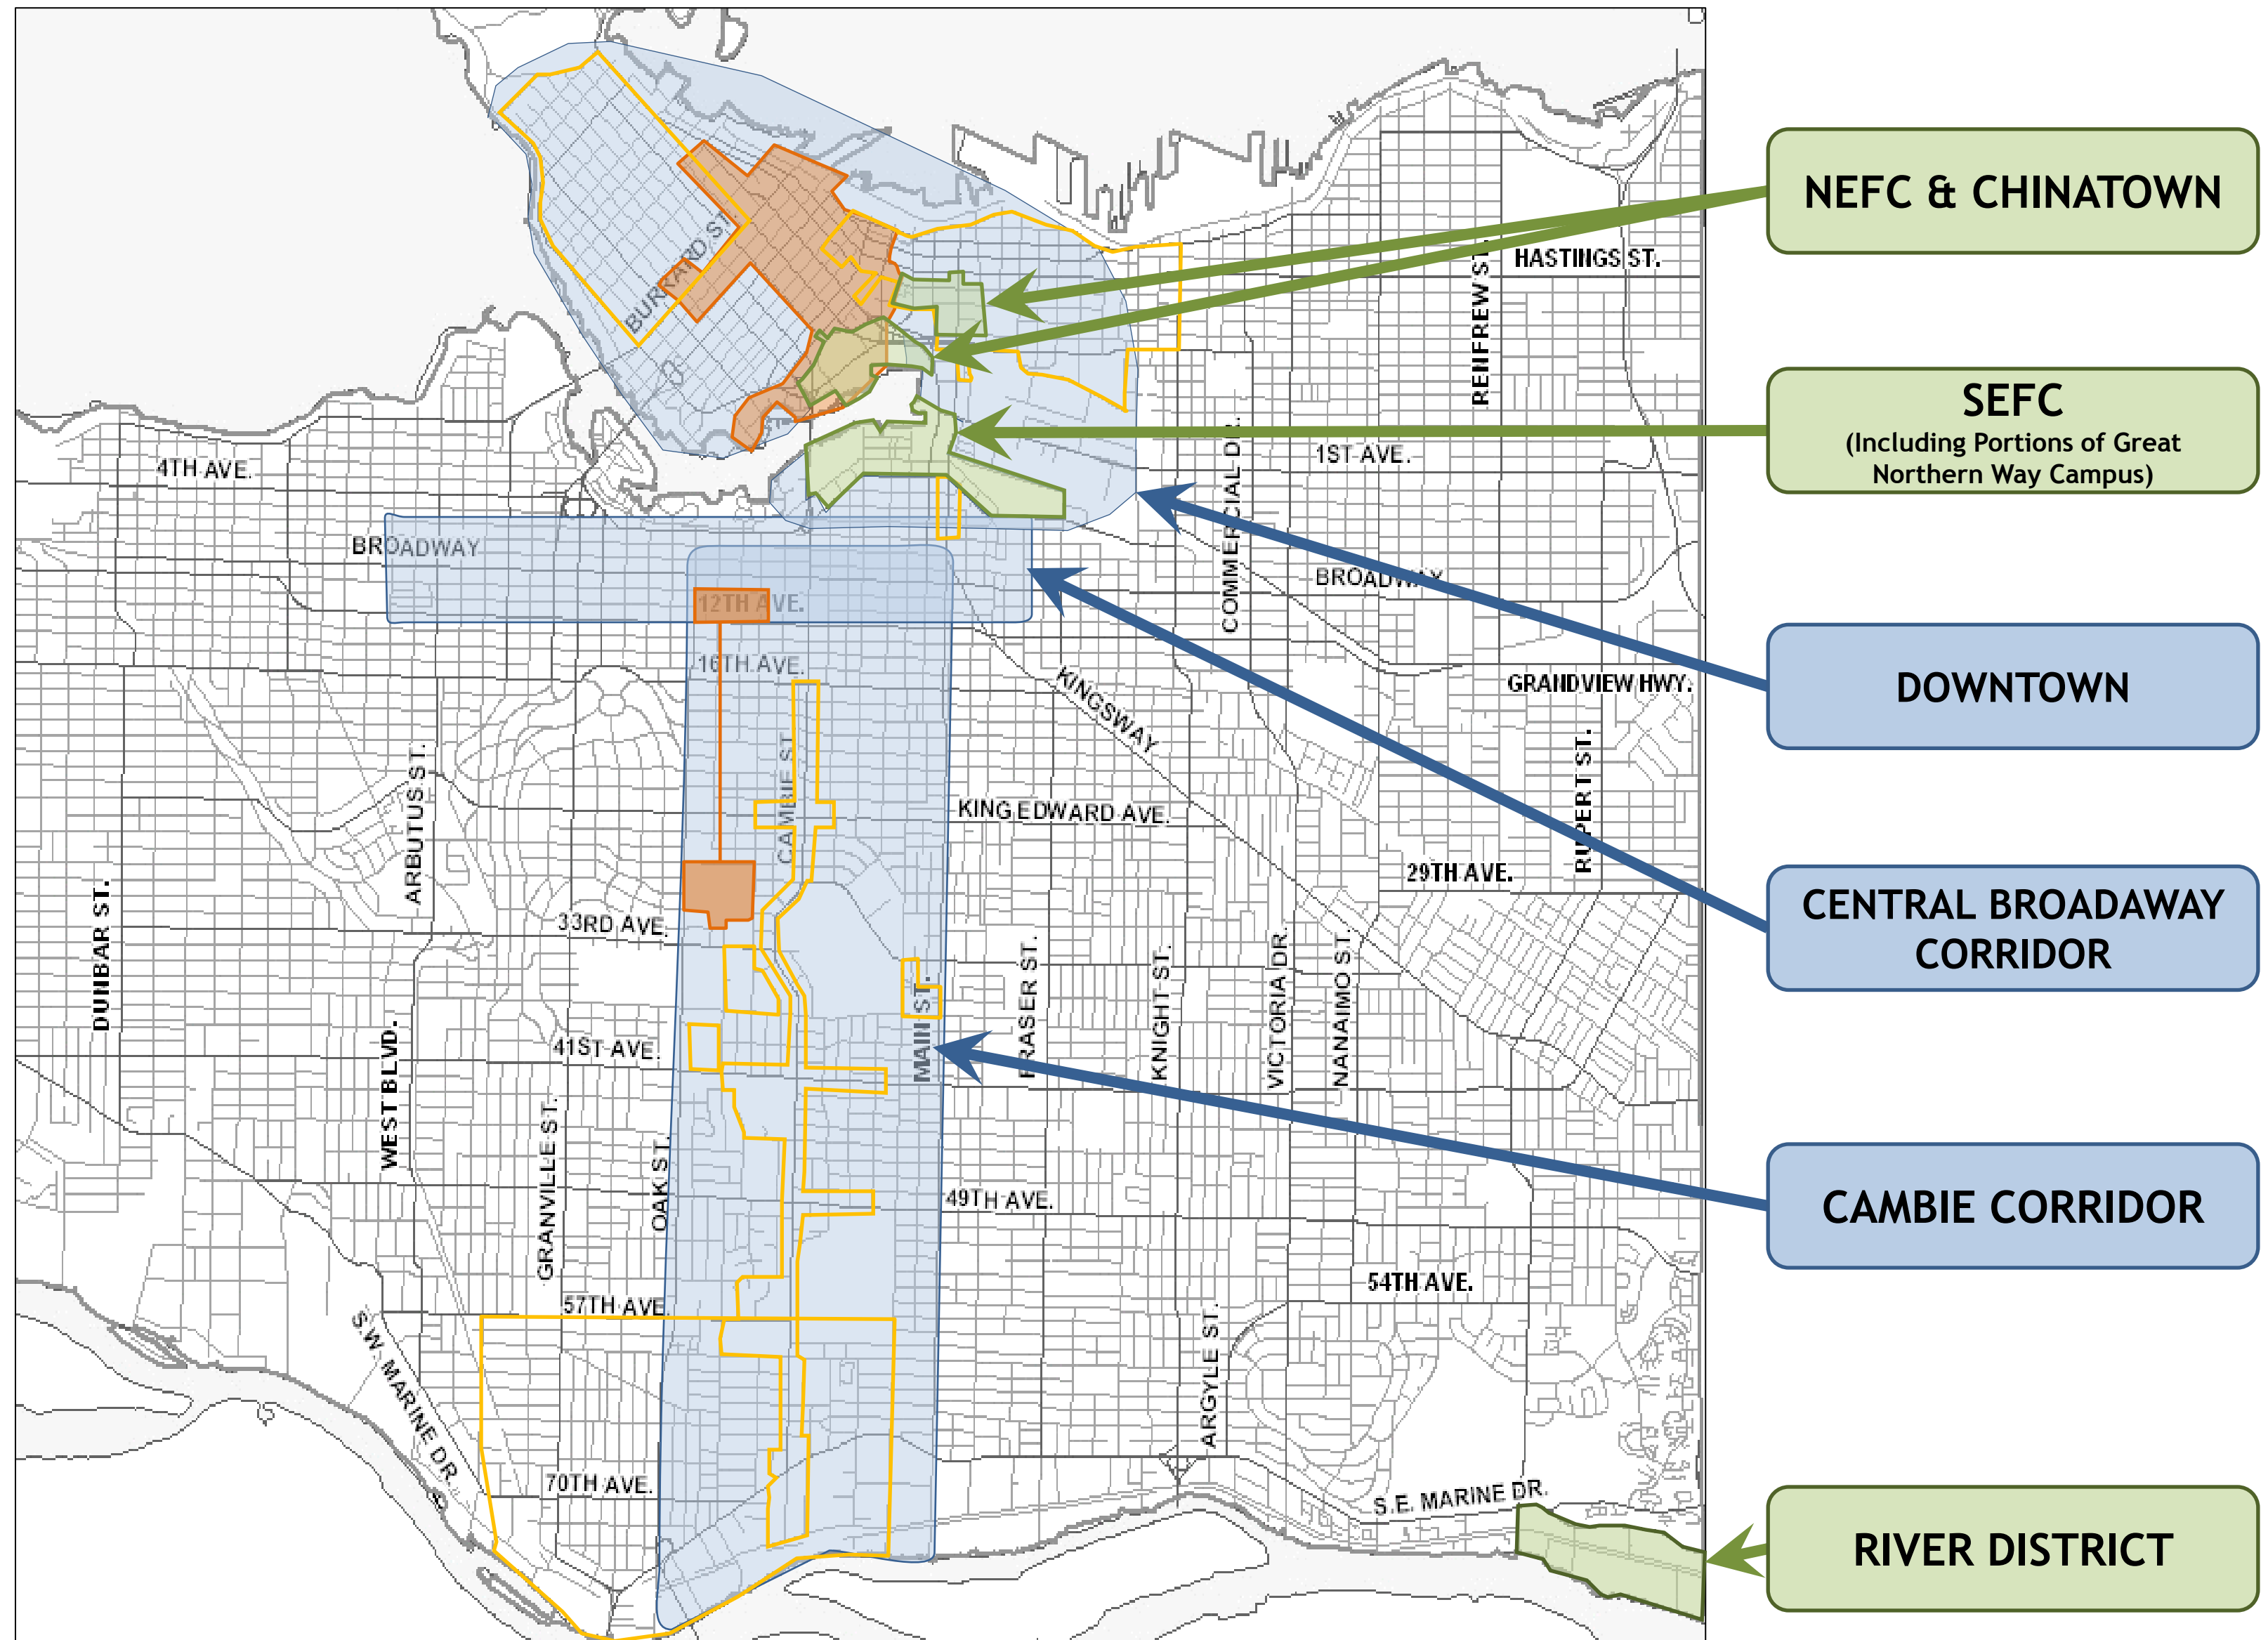 NEFC & CHINATOWN
SEFC
(Including Portions of Great
Northern Way Campus)
DOWNTOWN
CENTRAL BROADAWAY
CORRIDOR
CAMBIE CORRIDOR
RIVER DISTRICT
BURRARD ST.
HASTINGS ST.
RENFREW ST.
4TH AVE.
1ST AVE.
COMMERCIAL DR.
BROADWAY
BROADWAY
12TH AVE.
16TH AVE.
KINGSWAY
GRANDVIEW HWY.
ARBUTUS ST.
CAMBIE ST.
RUPERT ST.
KING EDWARD AVE.
29TH AVE.
DUNBAR ST.
33RD AVE.
MAIN ST.
FRASER ST.
KNIGHT ST.
VICTORIA DR.
NANAIMO ST.
WEST BLVD.
41ST AVE.
GRANVILLE ST.
OAK ST.
49TH AVE.
54TH AVE.
57TH AVE.
S.W. MARINE DR.
ARGYLE ST.
70TH AVE.
S.E. MARINE DR.